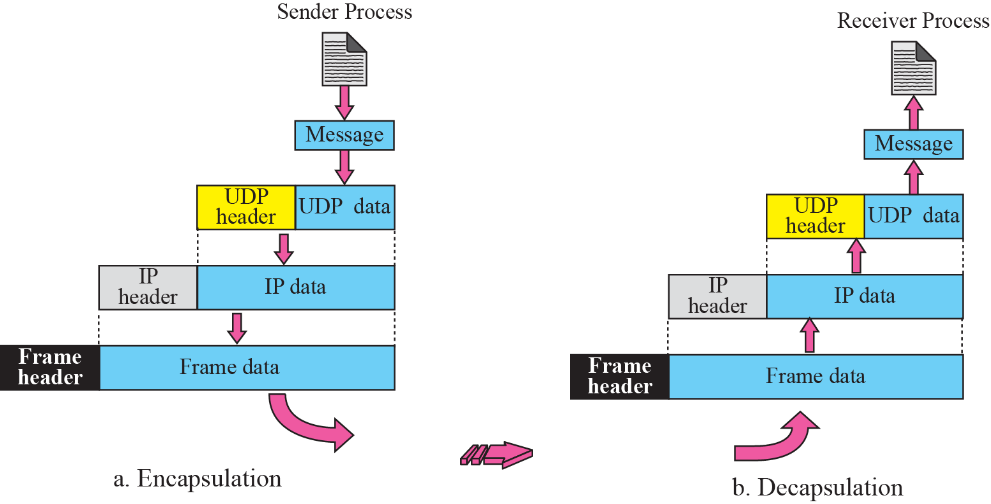 Sender Process
Message
UDP
header
UDP data
IP
header
IP data
Frame
header
Frame data
a. Encapsulation
Receiver Process
Message
UDP
header
UDP data
IP
header
IP data
Frame
header
Frame data
b. Decapsulation